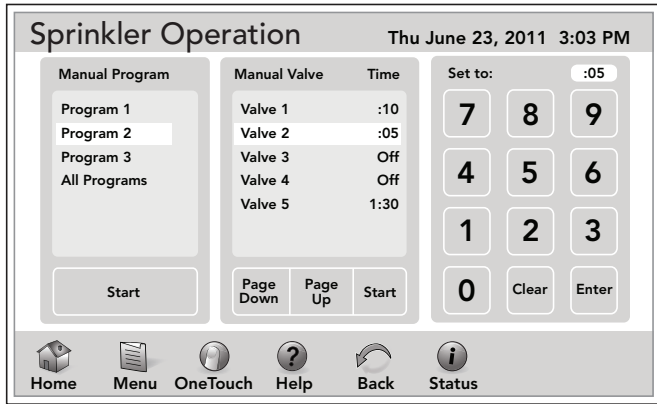 Sprinkler Operation
Thu June 23, 2011 3:03 PM
Manual Program
Program 1
Program 2
Program 3
All Programs
Start
Manual Valve Time
Valve 1 :10
Valve 2 :05
Valve 3 Off
Valve 4 Off
Valve 5 1:30
Page Down
Page Up
Start
Set to: :05
7 8 9
4 5 6
1 2 3
0 Clear Enter
?
i
Home Menu OneTouch Help Back Status